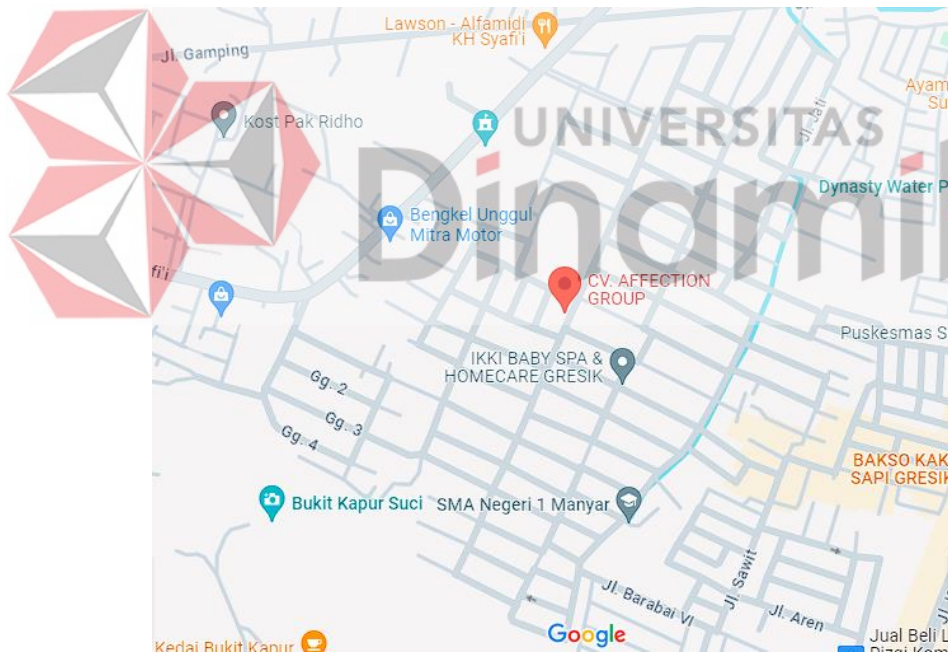 Lawson - Alfamidi
KH Syafi'i
Jl. Gamping
Ayam
Su
Kost Pak Ridho
UNIVERSITAS
Jl. Jati
Dinamik
Dynasty Water P
Bengkel Unggul
Mitra Motor
fi'i
CV. AFFECTION
GROUP
Puskesmas S
IKKI BABY SPA &
HOMECARE GRESIK
Gg. 2
Gg. 3
Gg. 4
BAKSO KAK
SAPI GRESIK
Bukit Kapur Suci
SMA Negeri 1 Manyar
Jl. Sawit
Jl. Barabai VI
Jl. Aren
Google
Jual Beli L
Kedai Bukit Kapur